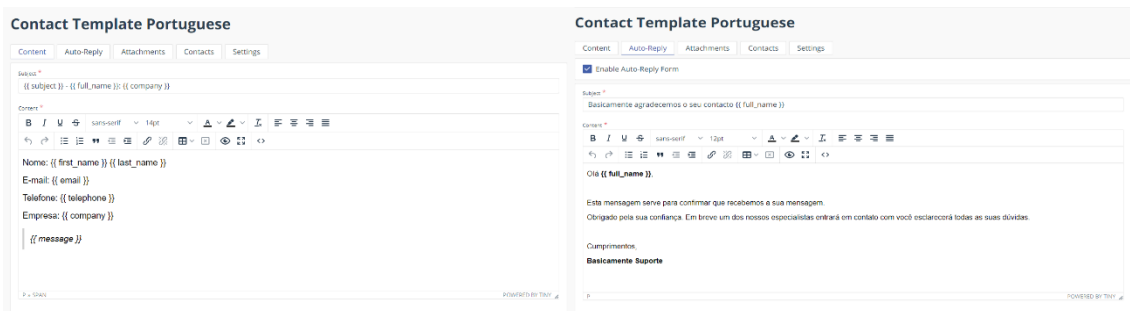 Contact Template Portuguese
Content Auto-Reply Attachments Contacts Settings
Subject *
{{ subject }} - {{ full_name }}: {{ company }}
Content *
B I U S sans-serif 14pt A
Nome: {{ first_name }} {{ last_name }}
E-mail: {{ email }}
Telefone: {{ telephone }}
Empresa: {{ company }}
{{ message }}
P » SPAN
POWERED BY TINY
Contact Template Portuguese
Content Auto-Reply Attachments Contacts Settings
Enable Auto-Reply Form
Subject *
Basicamente agradecemos o seu contacto {{ full_name }}
Content *
B I U S sans-serif 12pt A
Olá {{ full_name }},
Esta mensagem serve para confirmar que recebemos a sua mensagem.
Obrigado pela sua confiança. Em breve um dos nossos especialistas entrará em contato com você esclarecerá todas as suas dúvidas.
Cumprimentos,
Basicamente Suporte
P
POWERED BY TINY